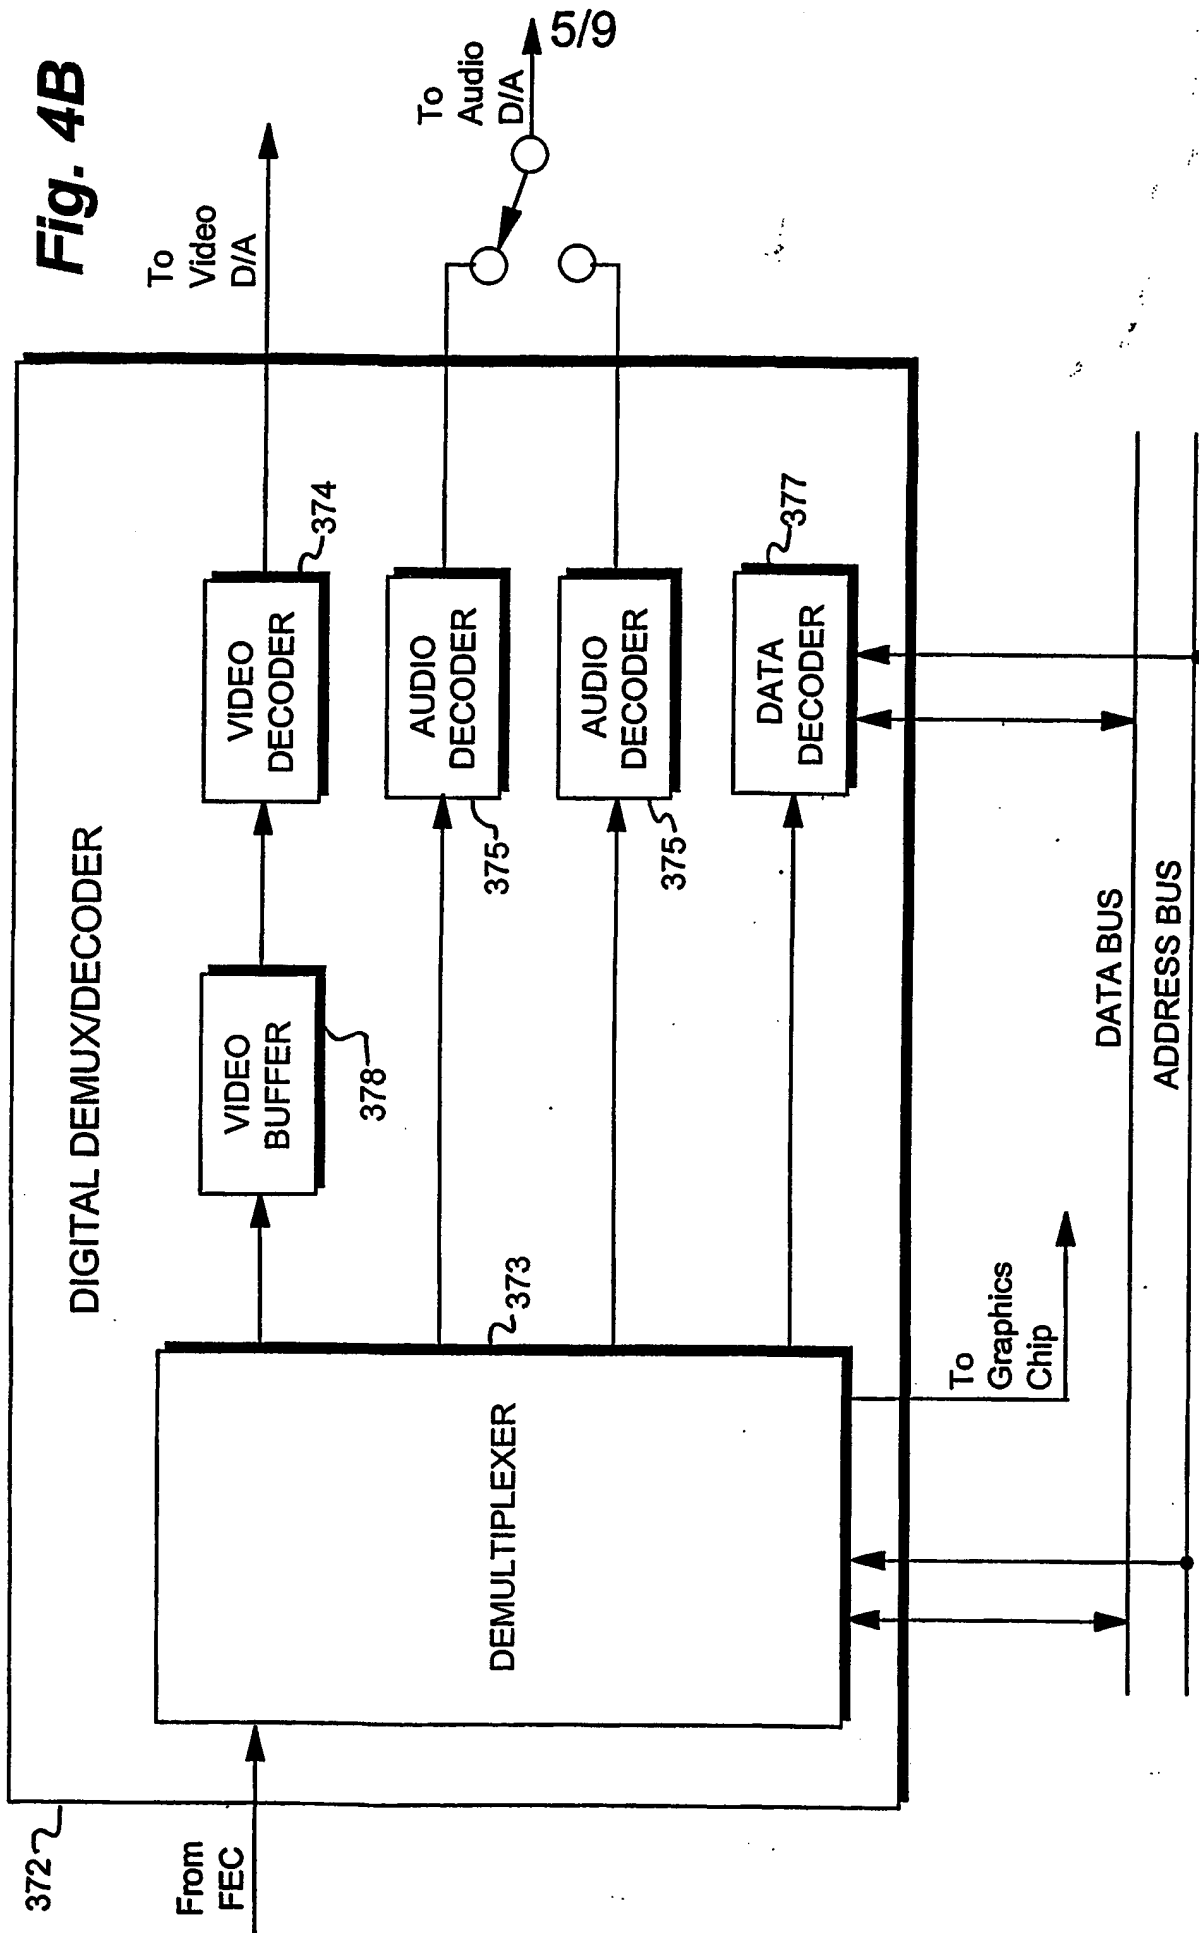 5/9
Fig. 4B
DIGITAL DEMUX/DECODER
372
From
FEC
DEMULTIPLEXER
373
VIDEO
BUFFER
378
VIDEO
DECODER
374
To
Video
D/A
AUDIO
DECODER
375
To
Audio
D/A
AUDIO
DECODER
375
DATA
DECODER
377
To
Graphics
Chip
DATA BUS
ADDRESS BUS